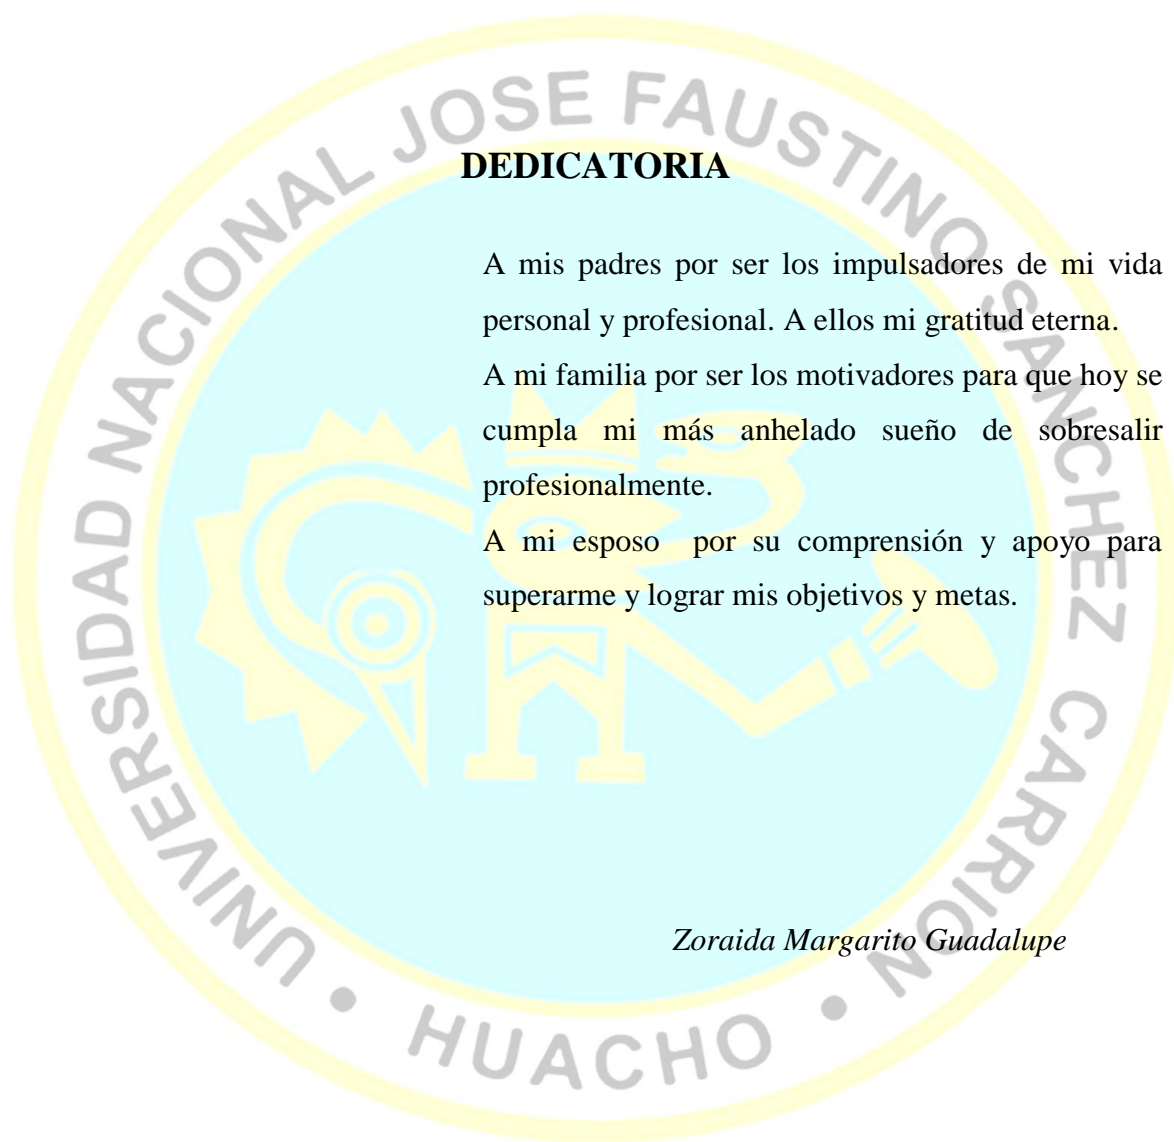 DEDICATORIA
A mis padres por ser los impulsadores de mi vida
personal y profesional. A ellos mi gratitud eterna.
A mi familia por ser los motivadores para que hoy se
cumpla mi más anhelado sueño de sobresalir
profesionalmente.
A mi esposo por su comprensión y apoyo para
superarme y lograr mis objetivos y metas.
Zoraida Margarito Guadalupe
UNIVERSIDAD NACIONAL JOSE FAUSTINO SANCHEZ CARRION • HUACHO •